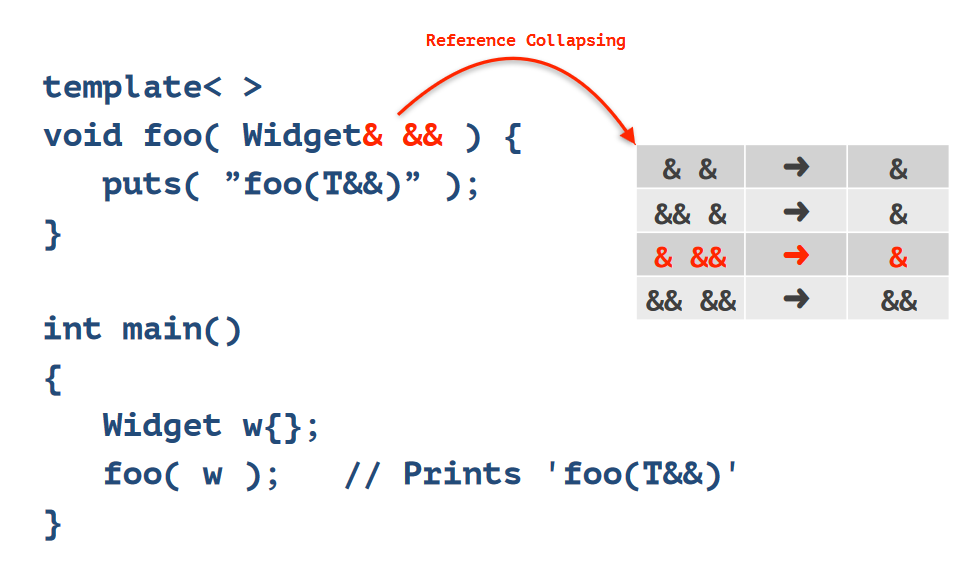 Reference Collapsing
template< >
void foo( Widget& && ) {
   puts( ”foo(T&&)” );
}
& & ➜ &
&& & ➜ &
& && ➜ &
&& && ➜ &&
int main()
{
   Widget w{};
   foo( w );   // Prints 'foo(T&&)'
}